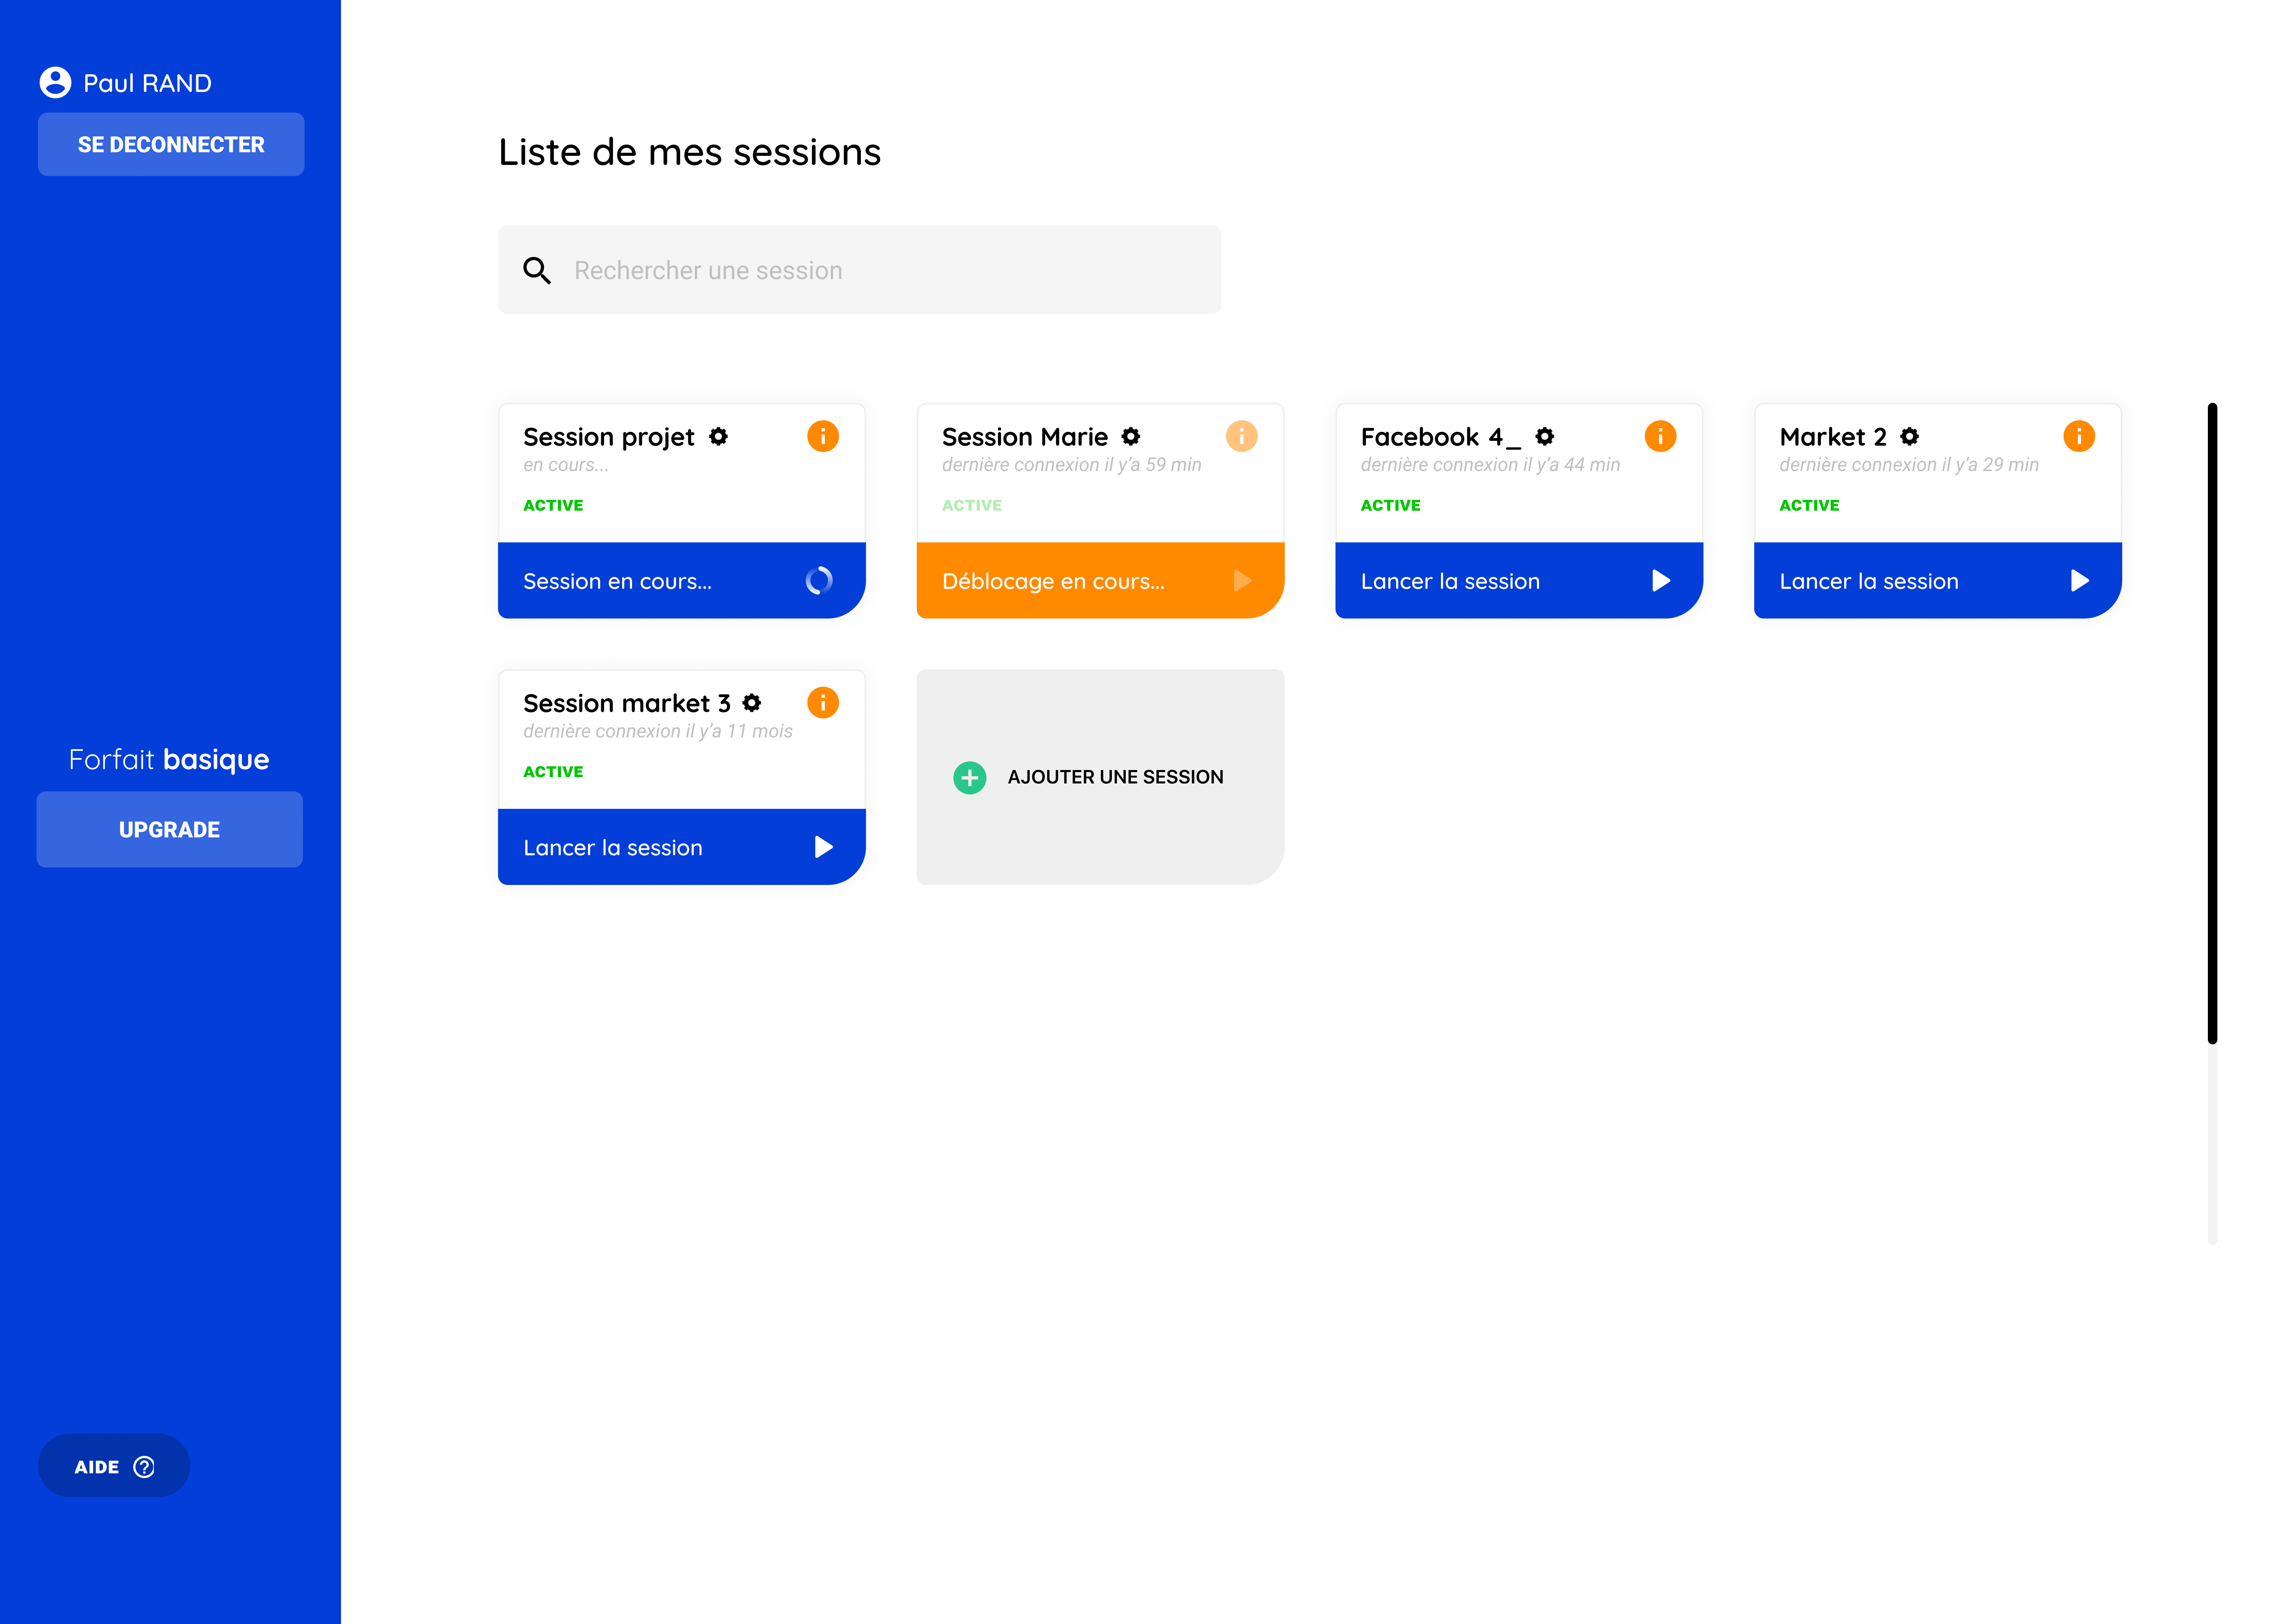 Paul RAND
SE DECONNECTER
Forfait basique
UPGRADE
AIDE
Liste de mes sessions
Rechercher une session
Session projet
en cours...
ACTIVE
Session en cours...
Session Marie
dernière connexion il y’a 59 min
ACTIVE
Déblocage en cours...
Facebook 4_
dernière connexion il y’a 44 min
ACTIVE
Lancer la session
Market 2
dernière connexion il y’a 29 min
ACTIVE
Lancer la session
Session market 3
dernière connexion il y’a 11 mois
ACTIVE
Lancer la session
AJOUTER UNE SESSION